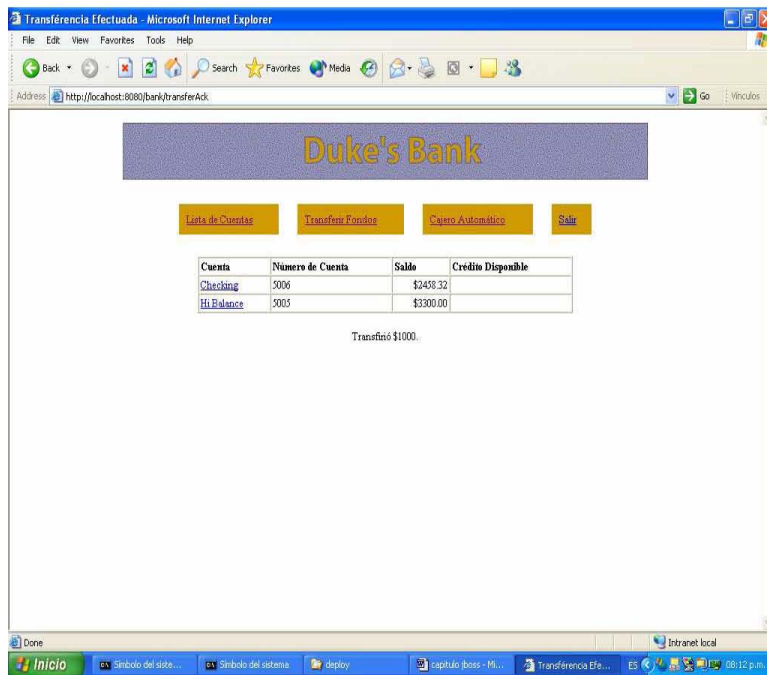 Transférencia Efectuada - Microsoft Internet Explorer
File Edit View Favorites Tools Help
Back Search Favorites Media
Address http://localhost:8080/bank/transferAck Go Vínculos
Duke's Bank
Lista de Cuentas Transferir Fondos Cajero Automático Salir
Cuenta Número de Cuenta Saldo Crédito Disponible
Checking 5006 $2458.32
Hi Balance 5005 $3300.00
Transfirió $1000.
Done Intranet local
Inicio Símbolo del siste... Símbolo del sistema deploy capitulo jboss - Mi... Transférencia Efe... ES 08:12 p.m.